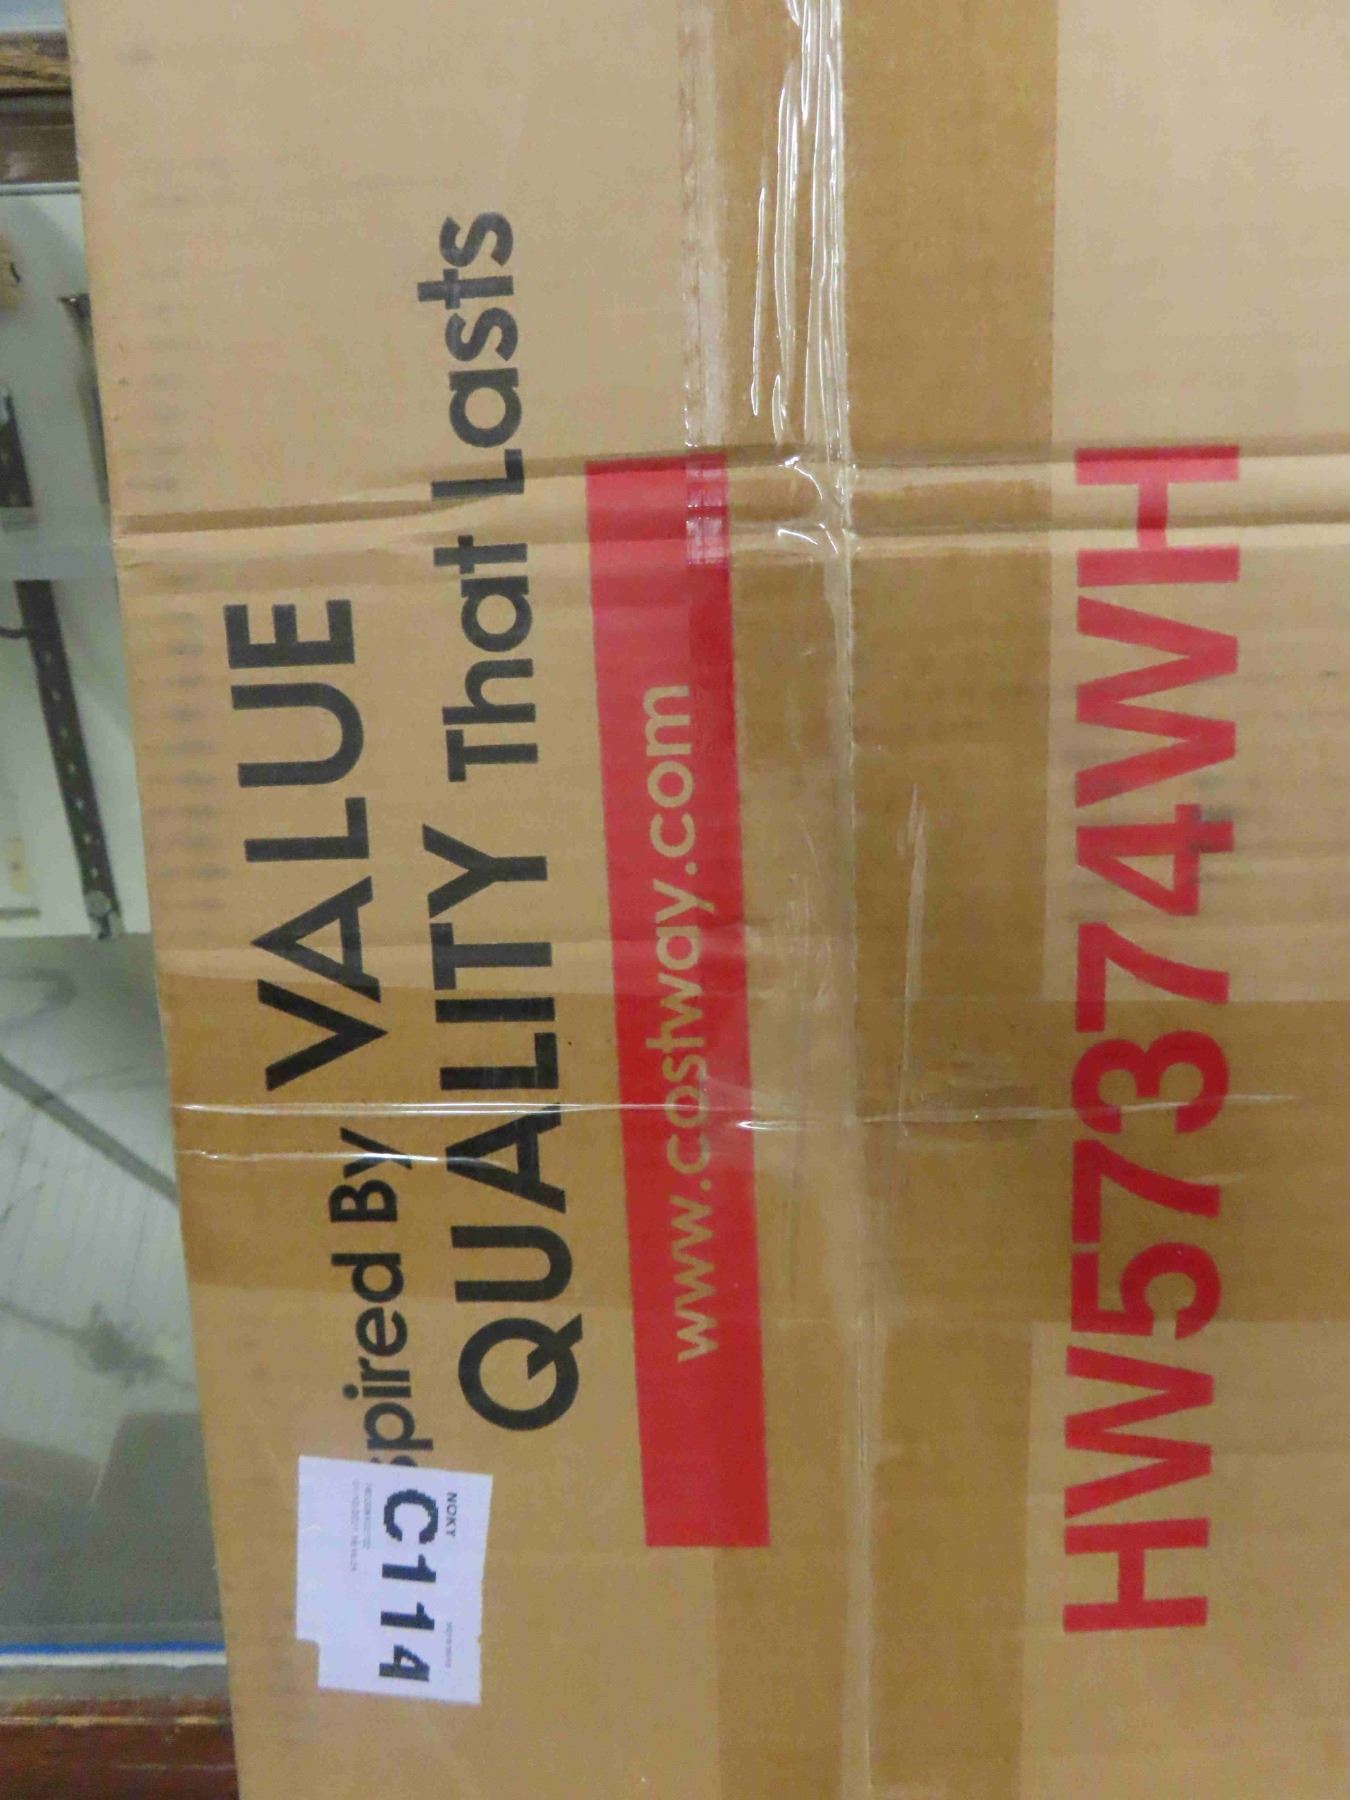 spired By VALUE
QUALITY That Lasts
www.costway.com
HW57374WH
NOKY
C114